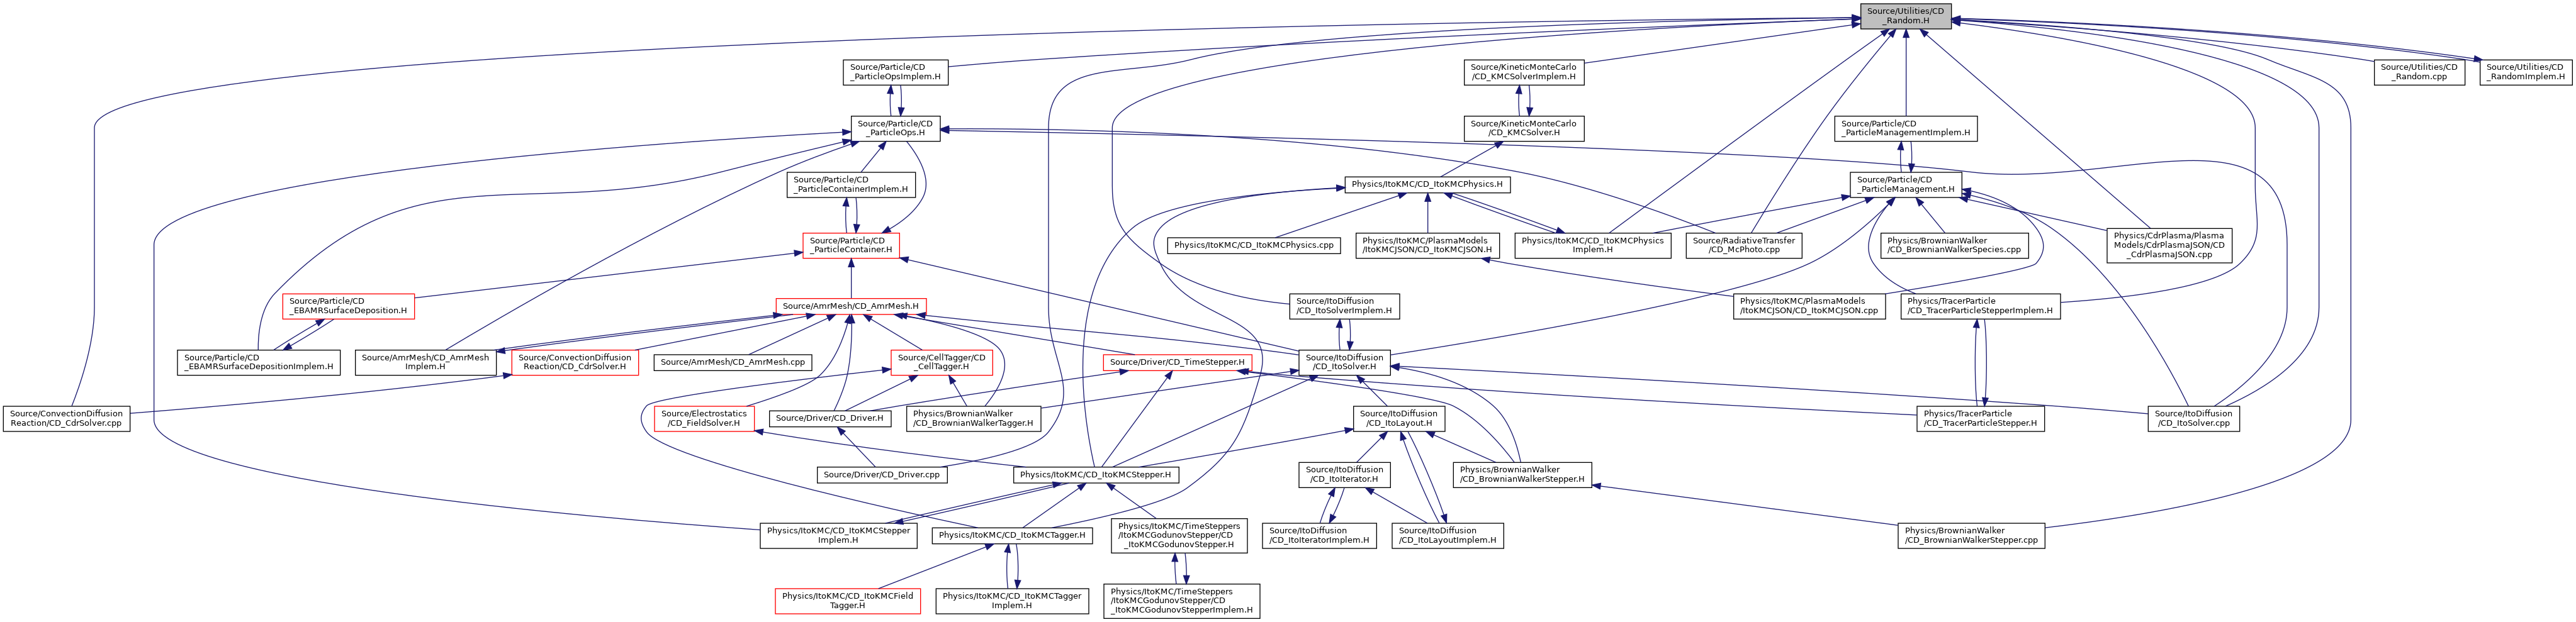 Source/Utilities/CD
_Random.H
Source/Particle/CD
_ParticleOpsImplem.H
Source/KineticMonteCarlo
/CD_KMCSolverImplem.H
Source/Utilities/CD
_Random.cpp
Source/Utilities/CD
_RandomImplem.H
Source/Particle/CD
_ParticleOps.H
Source/KineticMonteCarlo
/CD_KMCSolver.H
Source/Particle/CD
_ParticleManagementImplem.H
Source/Particle/CD
_ParticleContainerImplem.H
Physics/ItoKMC/CD_ItoKMCPhysics.H
Source/Particle/CD
_ParticleManagement.H
Source/Particle/CD
_ParticleContainer.H
Physics/ItoKMC/CD_ItoKMCPhysics.cpp
Physics/ItoKMC/PlasmaModels
/ItoKMCJSON/CD_ItoKMCJSON.H
Physics/ItoKMC/CD_ItoKMCPhysics
Implem.H
Source/RadiativeTransfer
/CD_McPhoto.cpp
Physics/BrownianWalker
/CD_BrownianWalkerSpecies.cpp
Physics/CdrPlasma/Plasma
Models/CdrPlasmaJSON/CD
_CdrPlasmaJSON.cpp
Source/Particle/CD
_EBAMRSurfaceDeposition.H
Source/AmrMesh/CD_AmrMesh.H
Source/ItoDiffusion
/CD_ItoSolverImplem.H
Physics/ItoKMC/PlasmaModels
/ItoKMCJSON/CD_ItoKMCJSON.cpp
Physics/TracerParticle
/CD_TracerParticleStepperImplem.H
Source/Particle/CD
_EBAMRSurfaceDepositionImplem.H
Source/AmrMesh/CD_AmrMesh
Implem.H
Source/ConvectionDiffusion
Reaction/CD_CdrSolver.H
Source/AmrMesh/CD_AmrMesh.cpp
Source/CellTagger/CD
_CellTagger.H
Source/Driver/CD_TimeStepper.H
Source/ItoDiffusion
/CD_ItoSolver.H
Source/ConvectionDiffusion
Reaction/CD_CdrSolver.cpp
Source/Electrostatics
/CD_FieldSolver.H
Source/Driver/CD_Driver.H
Physics/BrownianWalker
/CD_BrownianWalkerTagger.H
Source/ItoDiffusion
/CD_ItoLayout.H
Physics/TracerParticle
/CD_TracerParticleStepper.H
Source/ItoDiffusion
/CD_ItoSolver.cpp
Source/Driver/CD_Driver.cpp
Physics/ItoKMC/CD_ItoKMCStepper.H
Source/ItoDiffusion
/CD_ItoIterator.H
Physics/BrownianWalker
/CD_BrownianWalkerStepper.H
Physics/ItoKMC/CD_ItoKMCStepper
Implem.H
Physics/ItoKMC/CD_ItoKMCTagger.H
Physics/ItoKMC/TimeSteppers
/ItoKMCGodunovStepper/CD
_ItoKMCGodunovStepper.H
Source/ItoDiffusion
/CD_ItoIteratorImplem.H
Source/ItoDiffusion
/CD_ItoLayoutImplem.H
Physics/BrownianWalker
/CD_BrownianWalkerStepper.cpp
Physics/ItoKMC/CD_ItoKMCField
Tagger.H
Physics/ItoKMC/CD_ItoKMCTagger
Implem.H
Physics/ItoKMC/TimeSteppers
/ItoKMCGodunovStepper/CD
_ItoKMCGodunovStepperImplem.H